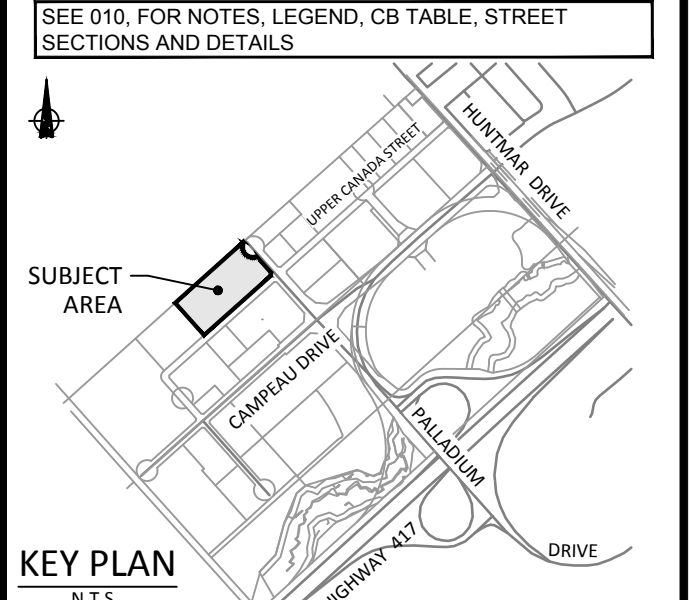 SEE 010, FOR NOTES, LEGEND, CB TABLE, STREET
SECTIONS AND DETAILS
HUNTMAR DRIVE
UPPER CANADA STREET
SUBJECT
AREA
CAMPEAU DRIVE
PALLADIUM
DRIVE
HIGHWAY 417
KEY PLAN
N.T.S.